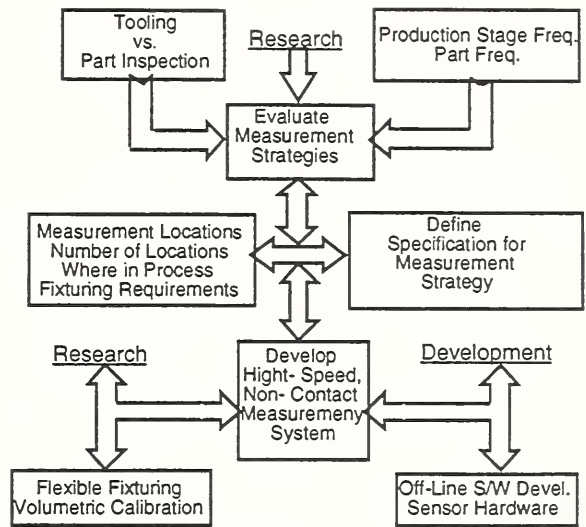 Tooling
vs.
Part Inspection
Research
Production Stage Freq.
Part Freq.
Evaluate
Measurement
Strategies
Measurement Locations
Number of Locations
Where in Process
Fixturing Requirements
Define
Specification for
Measurement
Strategy
Research
Develop
Hight- Speed,
Non- Contact
Measuremeny
System
Development
Flexible Fixturing
Volumetric Calibration
Off-Line S/W Devel.
Sensor Hardware